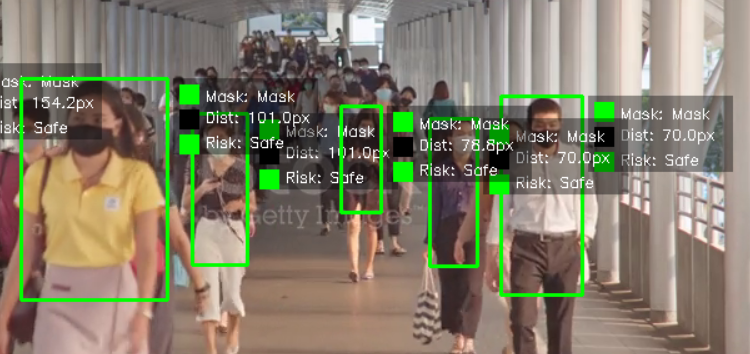 Mask: Mask
Dist: 154.2px
Risk: Safe
Mask: Mask
Dist: 101.0px
Risk: Safe
Mask: Mask
Dist: 101.0px
Risk: Safe
Mask: Mask
Dist: 78.8px
Risk: Safe
Mask: Mask
Dist: 70.0px
Risk: Safe
Mask: Mask
Dist: 70.0px
Risk: Safe
by Getty Images